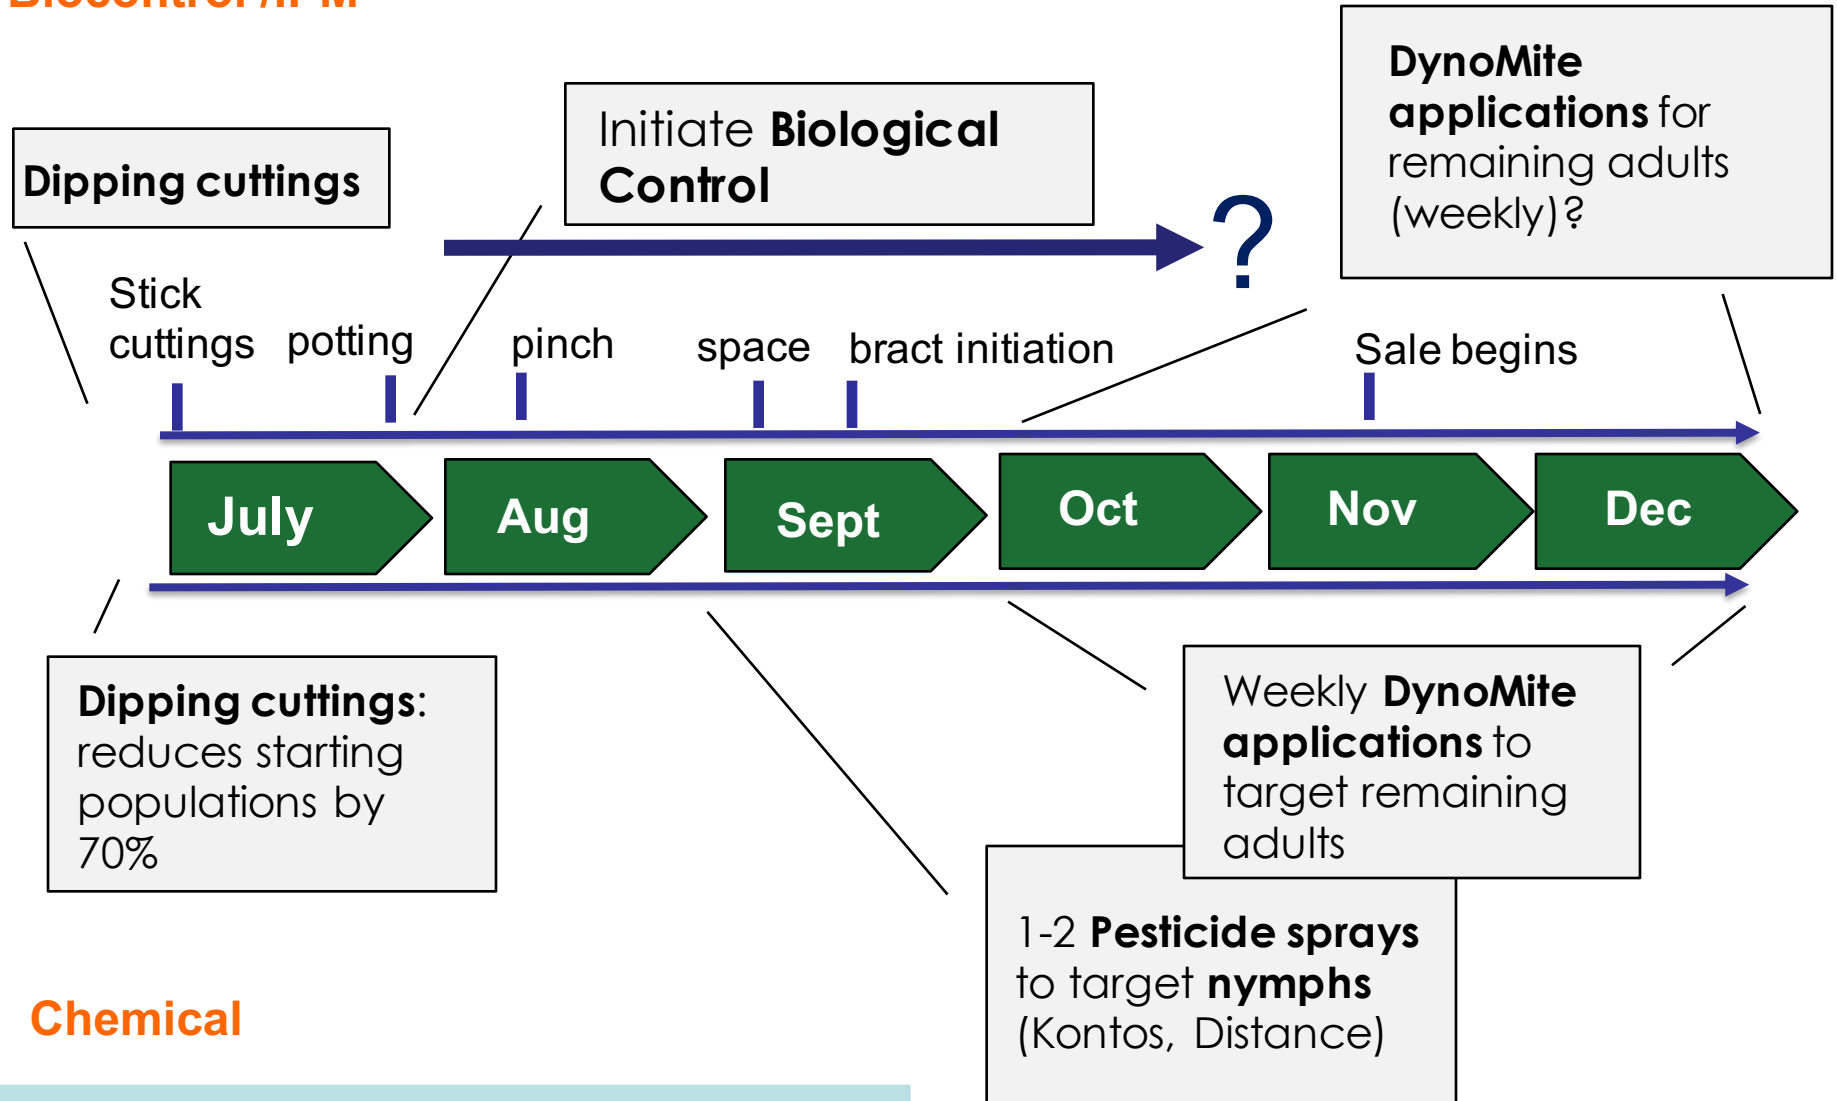 Biocontrol /IPM
Dipping cuttings
Initiate Biological
Control
DynoMite
applications for
remaining adults
(weekly)?
?
Stick
cuttings
potting
pinch
space
bract initiation
Sale begins
July
Aug
Sept
Oct
Nov
Dec
Dipping cuttings:
reduces starting
populations by
70%
Weekly DynoMite
applications to
target remaining
adults
1-2 Pesticide sprays
to target nymphs
(Kontos, Distance)
Chemical